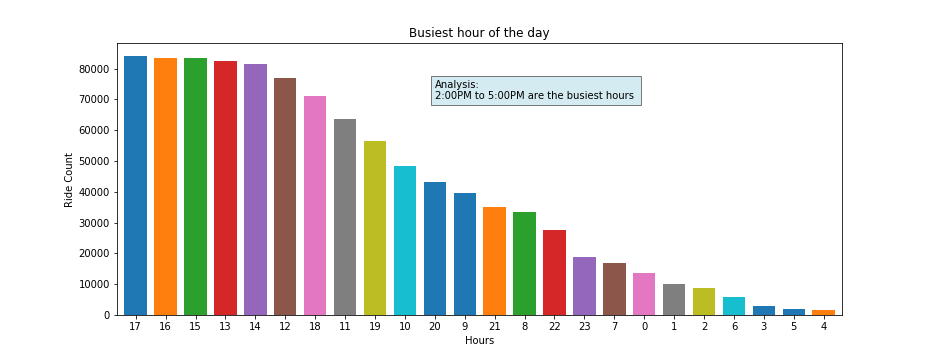 Busiest hour of the day
80000
70000
60000
50000
40000
30000
20000
10000
0
Ride Count
Analysis:
2:00PM to 5:00PM are the busiest hours
17 16 15 13 14 12 18 11 19 10 20 9 21 8 22 23 7 0 1 2 6 3 5 4
Hours